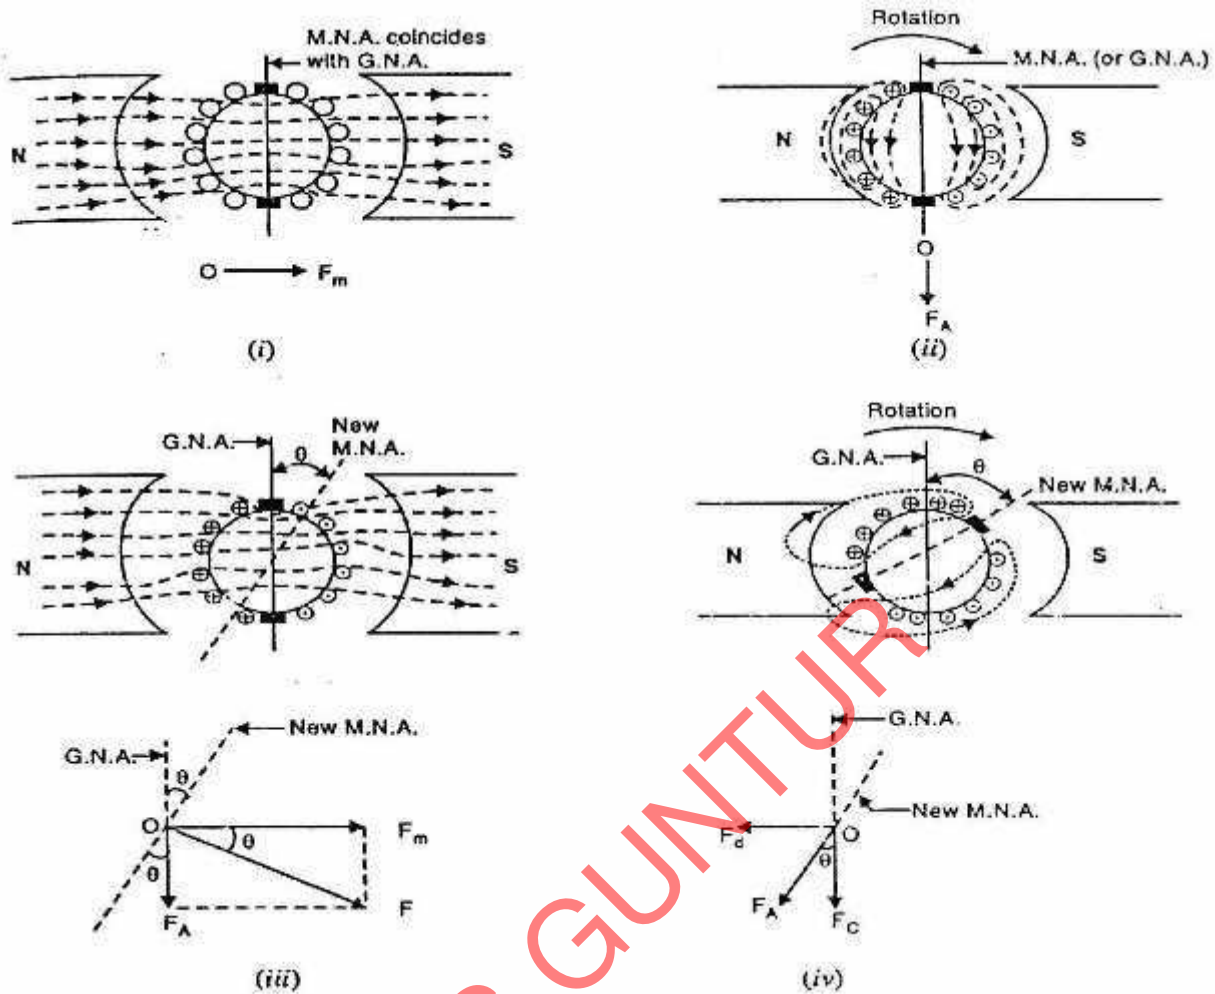 M.N.A. coincides
with G.N.A.
N
S
O
Fm
(i)
Rotation
M.N.A. (or G.N.A.)
N
S
O
FA
(ii)
G.N.A.
θ
New
M.N.A.
N
S
G.N.A.
New M.N.A.
θ
O
Fm
θ
θ
FA
F
(iii)
Rotation
G.N.A.
θ
New M.N.A.
N
S
G.N.A.
New M.N.A.
Fd
O
θ
FA
FC
(iv)
GUNTUR